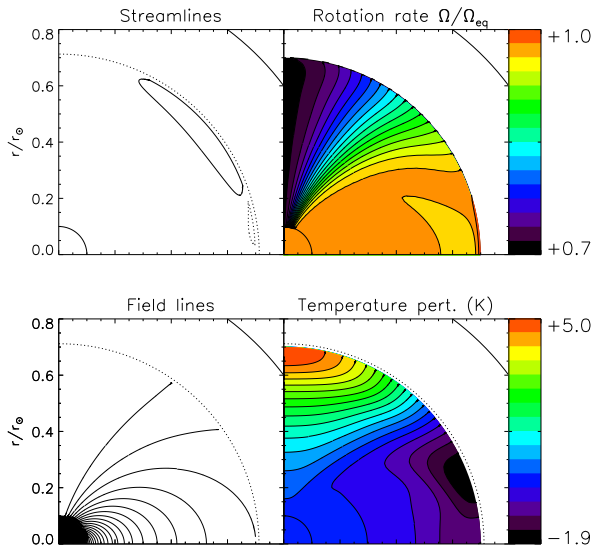 Streamlines
Rotation rate Ω/Ωeq
0.8
0.6
0.4
0.2
0.0
r/r⊙
+1.0
+0.7
Field lines
Temperature pert. (K)
0.8
0.6
0.4
0.2
0.0
r/r⊙
+5.0
−1.9